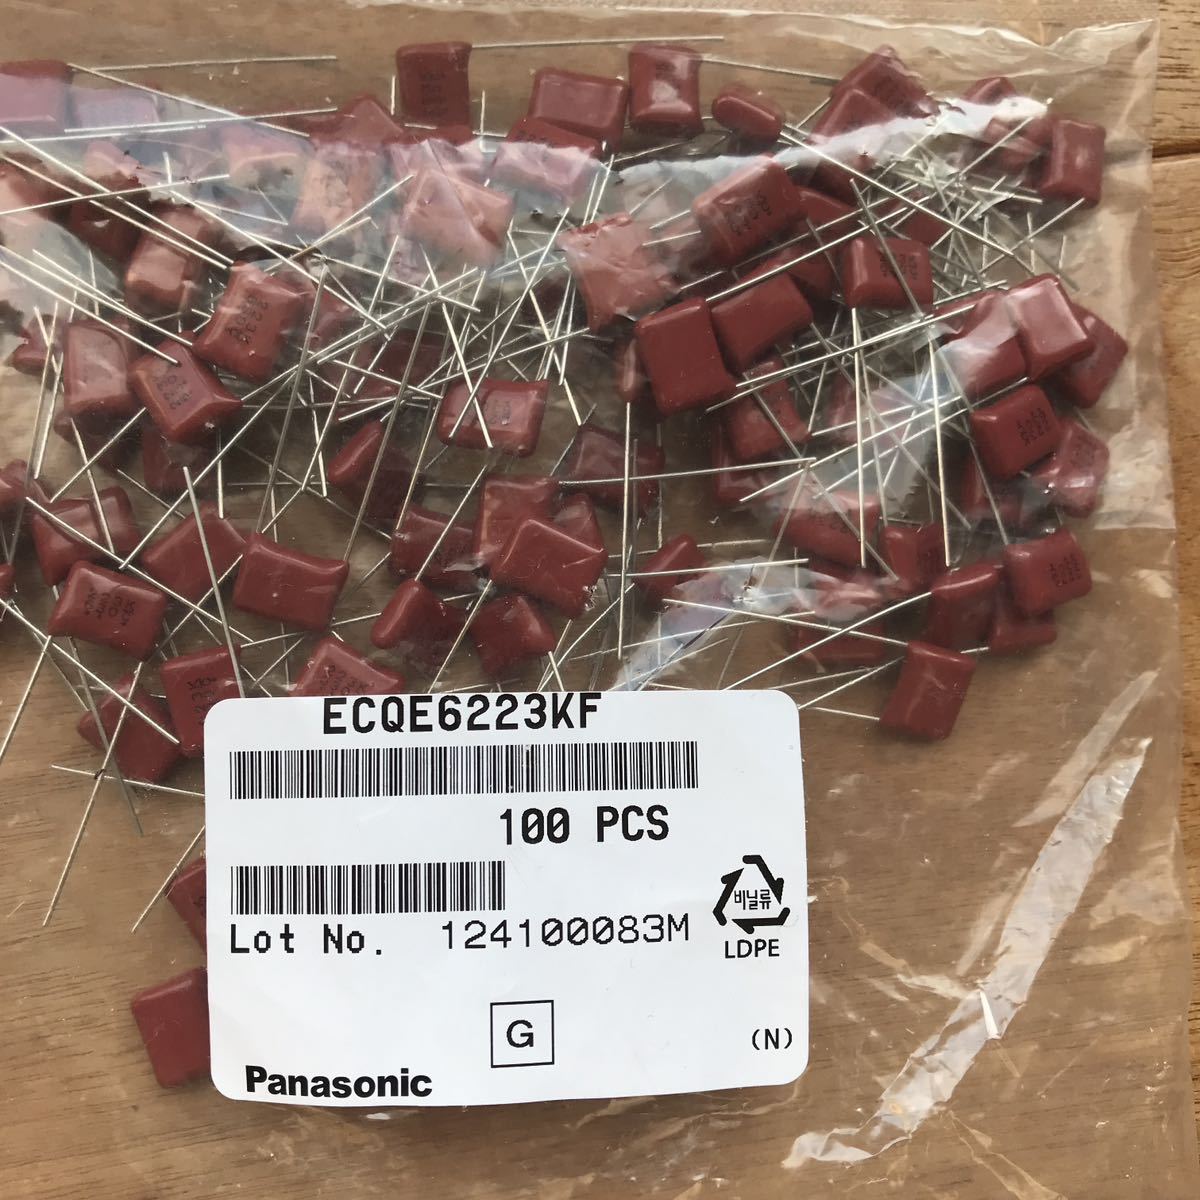 ECQE6223KF
100 PCS
비닐류
LDPE
Lot No. 124100083M
G
(N)
Panasonic